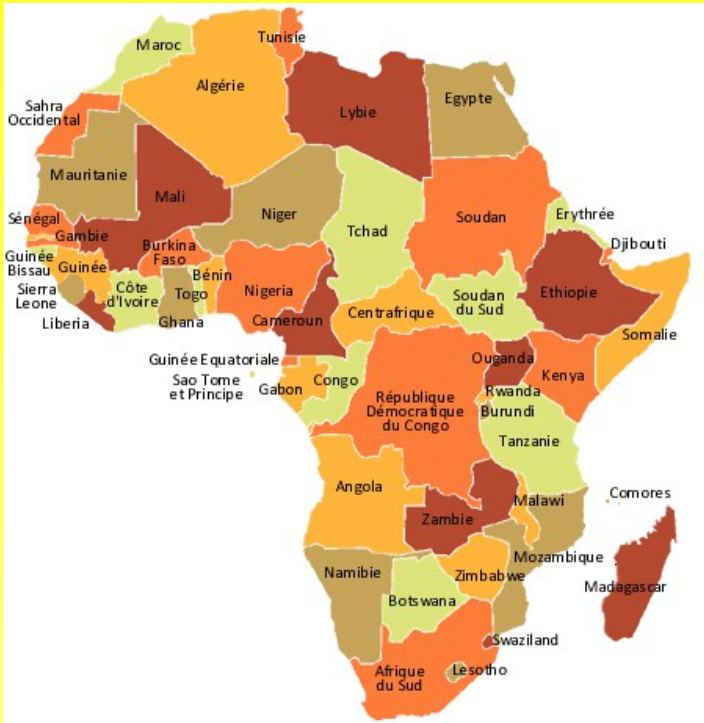 Tunisie
Maroc
Algérie
Lybie
Egypte
Sahra
Occidental
Mauritanie
Mali
Niger
Tchad
Soudan
Erythrée
Sénégal
Gambie
Djibouti
Burkina
Faso
Guinée
Bissau
Guinée
Bénin
Côte
d'Ivoire
Togo
Nigeria
Ethiopie
Soudan
du Sud
Sierra
Leone
Ghana
Liberia
Cameroun
Centrafrique
Somalie
Guinée Equatoriale
Ouganda
Kenya
Sao Tome
et Principe
Gabon
Congo
Rwanda
République
Démocratique
du Congo
Burundi
Tanzanie
Angola
Malawi
Comores
Zambie
Mozambique
Namibie
Zimbabwe
Madagascar
Botswana
Swaziland
Afrique
du Sud
Lesotho